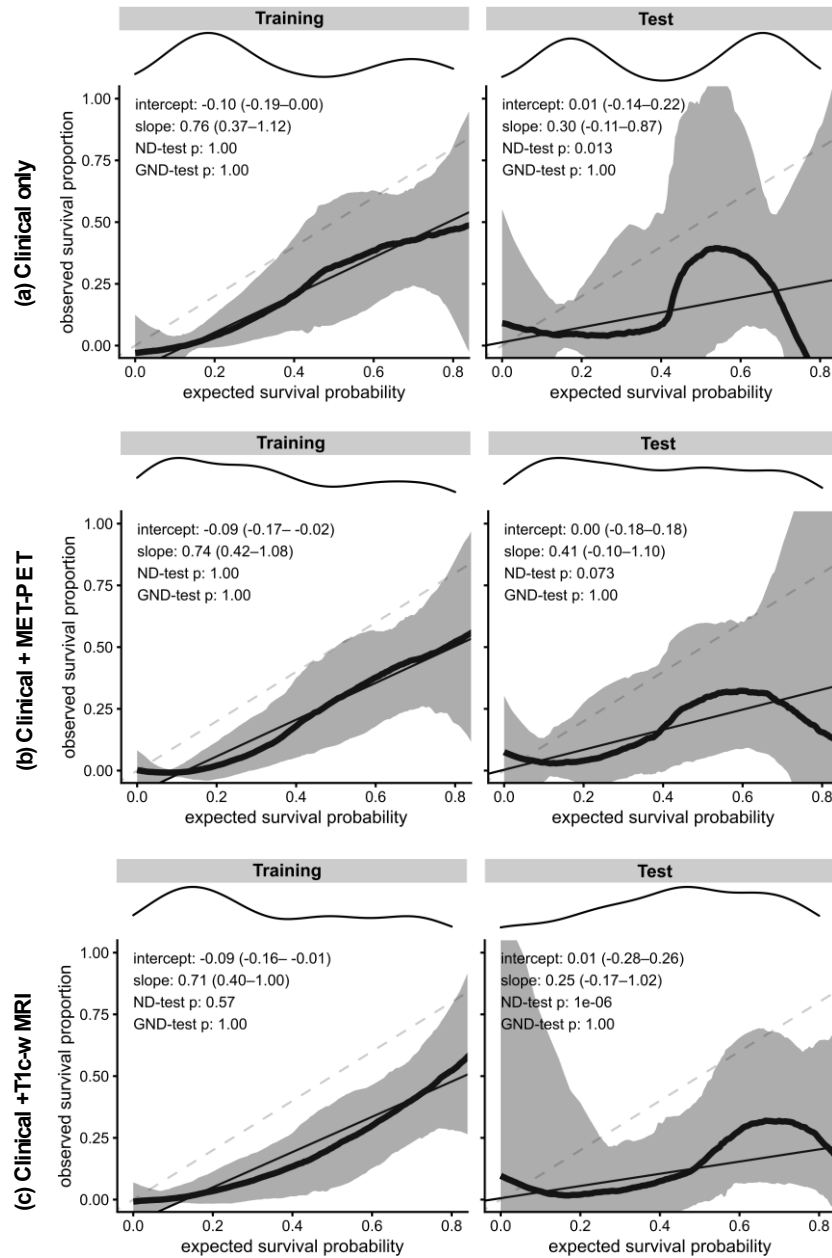 Training
Test
(a) Clinical only
observed survival proportion
1.00
0.75
0.50
0.25
0.00
intercept: -0.10 (-0.19–0.00)
slope: 0.76 (0.37–1.12)
ND-test p: 1.00
GND-test p: 1.00
intercept: 0.01 (-0.14–0.22)
slope: 0.30 (-0.11–0.87)
ND-test p: 0.013
GND-test p: 1.00
0.0 0.2 0.4 0.6 0.8
0.0 0.2 0.4 0.6 0.8
expected survival probability
expected survival probability
Training
Test
(b) Clinical + MET-PET
observed survival proportion
1.00
0.75
0.50
0.25
0.00
intercept: -0.09 (-0.17– -0.02)
slope: 0.74 (0.42–1.08)
ND-test p: 1.00
GND-test p: 1.00
intercept: 0.00 (-0.18–0.18)
slope: 0.41 (-0.10–1.10)
ND-test p: 0.073
GND-test p: 1.00
0.0 0.2 0.4 0.6 0.8
0.0 0.2 0.4 0.6 0.8
expected survival probability
expected survival probability
Training
Test
(c) Clinical +T1c-w MRI
observed survival proportion
1.00
0.75
0.50
0.25
0.00
intercept: -0.09 (-0.16– -0.01)
slope: 0.71 (0.40–1.00)
ND-test p: 0.57
GND-test p: 1.00
intercept: 0.01 (-0.28–0.26)
slope: 0.25 (-0.17–1.02)
ND-test p: 1e-06
GND-test p: 1.00
0.0 0.2 0.4 0.6 0.8
0.0 0.2 0.4 0.6 0.8
expected survival probability
expected survival probability